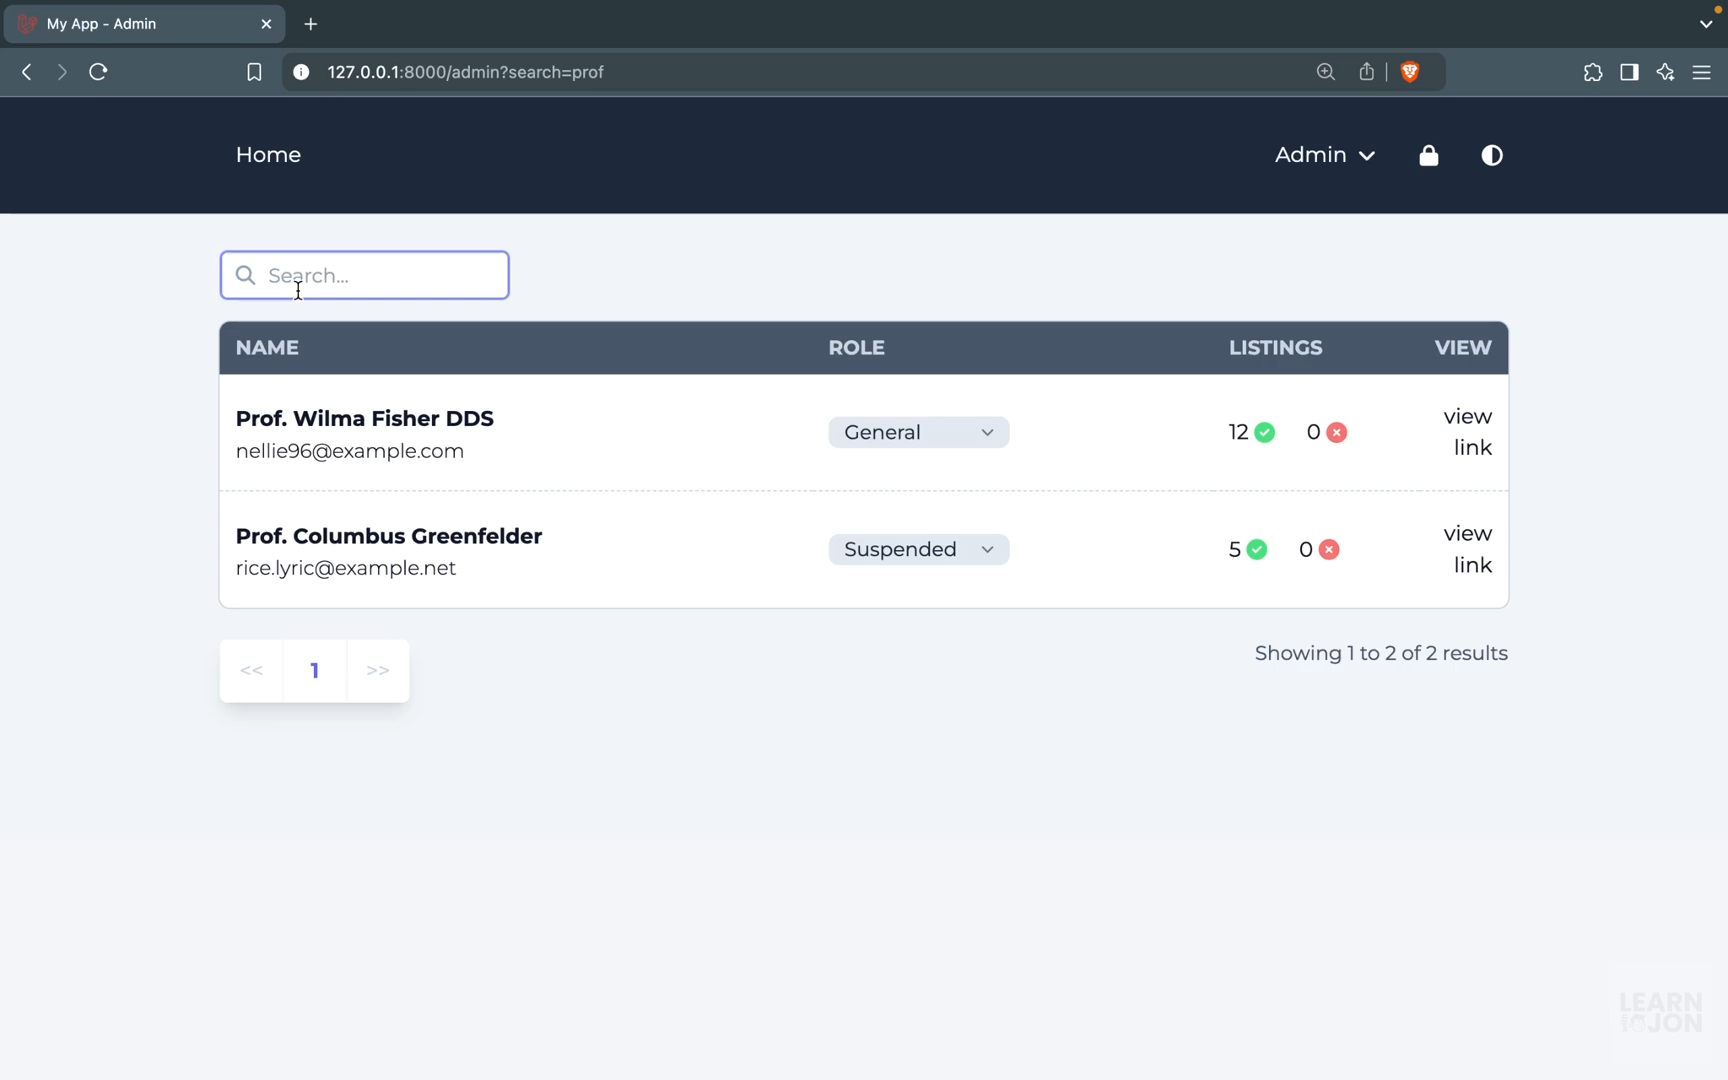 My App - Admin
127.0.0.1:8000/admin?search=prof
Home
Admin
Search...
NAME ROLE LISTINGS VIEW
Prof. Wilma Fisher DDS
nellie96@example.com
General
12 0
view
link
Prof. Columbus Greenfelder
rice.lyric@example.net
Suspended
5 0
view
link
<< 1 >>
Showing 1 to 2 of 2 results
LEARN
JON